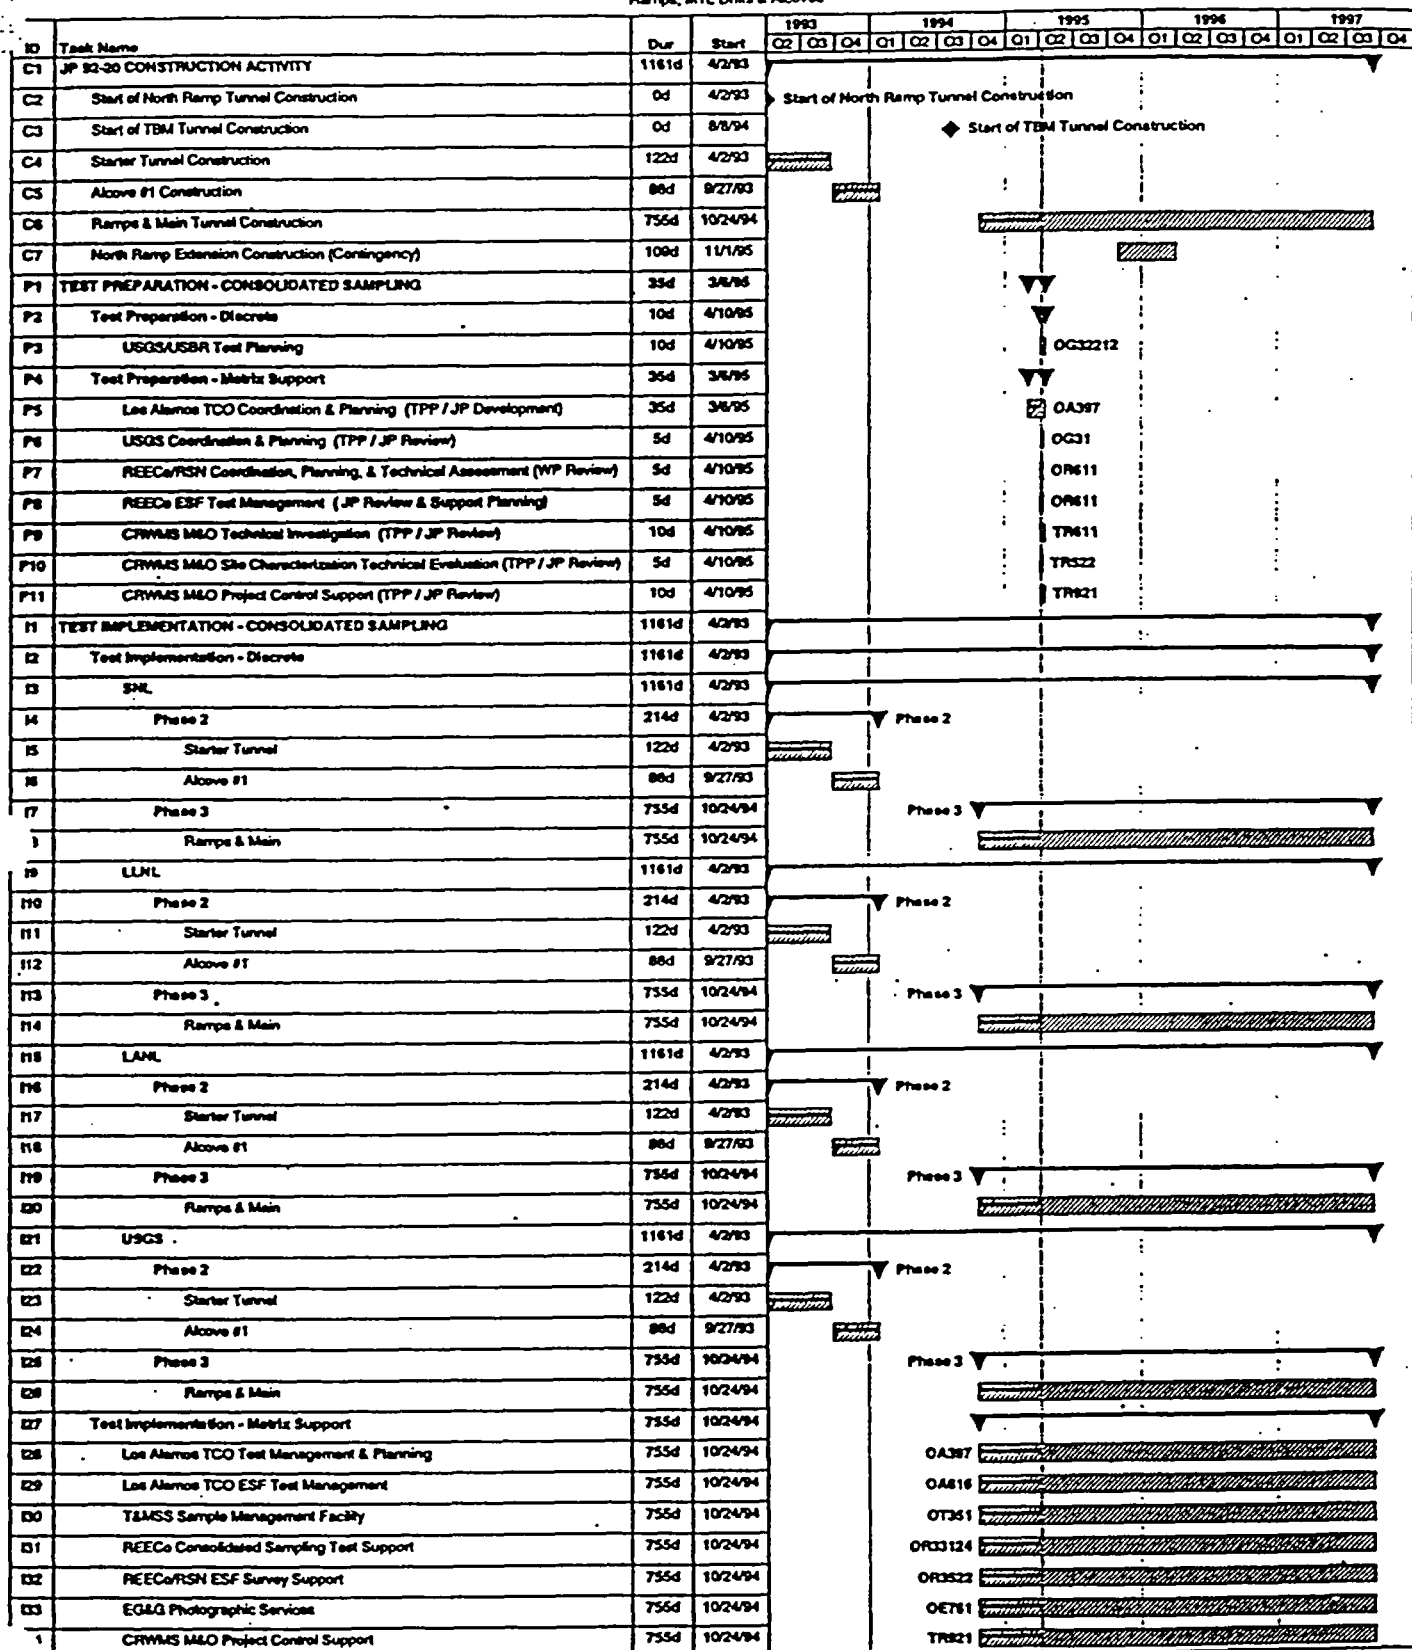 Ramps, MTL Drifts & Alcoves
1993 1994 1995 1996 1997
ID Task Name Dur Start Q2 Q3 Q4 Q1 Q2 Q3 Q4 Q1 Q2 Q3 Q4 Q1 Q2 Q3 Q4 Q1 Q2 Q3 Q4
C1 JP 92-20 CONSTRUCTION ACTIVITY 1161d 4/2/93
C2 Start of North Ramp Tunnel Construction 0d 4/2/93 Start of North Ramp Tunnel Construction
C3 Start of TBM Tunnel Construction 0d 8/8/94 Start of TBM Tunnel Construction
C4 Starter Tunnel Construction 122d 4/2/93
C5 Alcove #1 Construction 86d 9/27/93
C6 Ramps & Main Tunnel Construction 755d 10/24/94
C7 North Ramp Extension Construction (Contingency) 109d 11/1/95
P1 TEST PREPARATION - CONSOLIDATED SAMPLING 35d 3/6/95
P2 Test Preparation - Discrete 10d 4/10/95
P3 USGS/USBR Test Planning 10d 4/10/95 OG32212
P4 Test Preparation - Matrix Support 35d 3/6/95
P5 Los Alamos TCO Coordination & Planning (TPP / JP Development) 35d 3/6/95 OA397
P6 USGS Coordination & Planning (TPP / JP Review) 5d 4/10/95 OG31
P7 REECo/RSN Coordination, Planning, & Technical Assessment (WP Review) 5d 4/10/95 OR611
P8 REECo ESF Test Management ( JP Review & Support Planning) 5d 4/10/95 OR611
P9 CRWMS M&O Technical Investigation (TPP / JP Review) 10d 4/10/95 TR611
P10 CRWMS M&O Site Characterization Technical Evaluation (TPP / JP Review) 5d 4/10/95 TR522
P11 CRWMS M&O Project Control Support (TPP / JP Review) 10d 4/10/95 TR921
I1 TEST IMPLEMENTATION - CONSOLIDATED SAMPLING 1161d 4/2/93
I2 Test Implementation - Discrete 1161d 4/2/93
I3 SNL 1161d 4/2/93
I4 Phase 2 214d 4/2/93 Phase 2
I5 Starter Tunnel 122d 4/2/93
I6 Alcove #1 86d 9/27/93
I7 Phase 3 755d 10/24/94 Phase 3
Ramps & Main 755d 10/24/94
I9 LLNL 1161d 4/2/93
I10 Phase 2 214d 4/2/93 Phase 2
I11 Starter Tunnel 122d 4/2/93
I12 Alcove #1 86d 9/27/93
I13 Phase 3 755d 10/24/94 Phase 3
I14 Ramps & Main 755d 10/24/94
I15 LANL 1161d 4/2/93
I16 Phase 2 214d 4/2/93 Phase 2
I17 Starter Tunnel 122d 4/2/93
I18 Alcove #1 86d 9/27/93
I19 Phase 3 755d 10/24/94 Phase 3
I20 Ramps & Main 755d 10/24/94
I21 USGS 1161d 4/2/93
I22 Phase 2 214d 4/2/93 Phase 2
I23 Starter Tunnel 122d 4/2/93
I24 Alcove #1 86d 9/27/93
I25 Phase 3 755d 10/24/94 Phase 3
I26 Ramps & Main 755d 10/24/94
I27 Test Implementation - Matrix Support 755d 10/24/94
I28 Los Alamos TCO Test Management & Planning 755d 10/24/94 OA397
I29 Los Alamos TCO ESF Test Management 755d 10/24/94 OA616
I30 T&MSS Sample Management Facility 755d 10/24/94 OT351
I31 REECo Consolidated Sampling Test Support 755d 10/24/94 OR33124
I32 REECo/RSN ESF Survey Support 755d 10/24/94 OR3522
I33 EG&G Photographic Services 755d 10/24/94 OE761
CRWMS M&O Project Control Support 755d 10/24/94 TR921